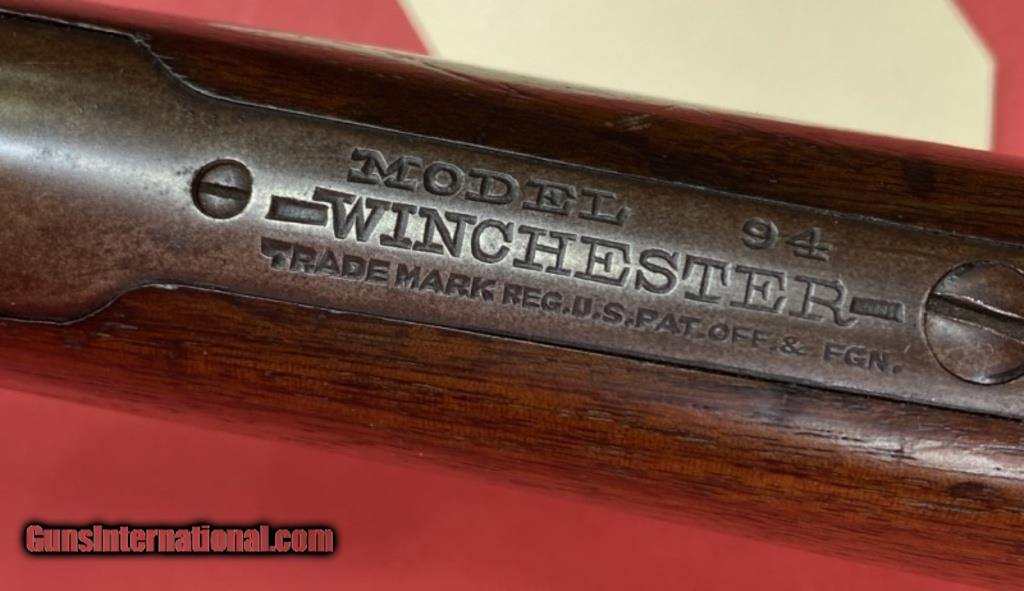 MODEL 94
WINCHESTER
TRADE MARK REG.U.S.PAT.OFF.& FGN.
GunsInternational.com